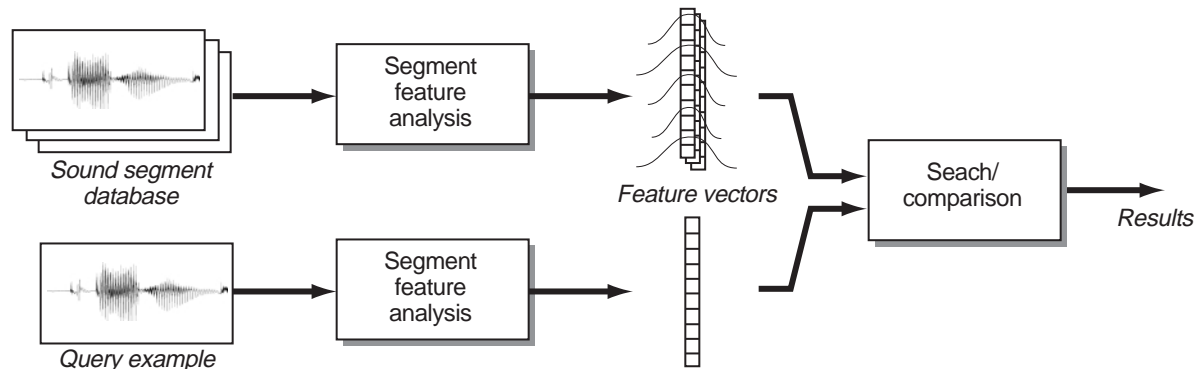 Sound segment
database
Segment
feature
analysis
Feature vectors
Seach/
comparison
Results
Query example
Segment
feature
analysis